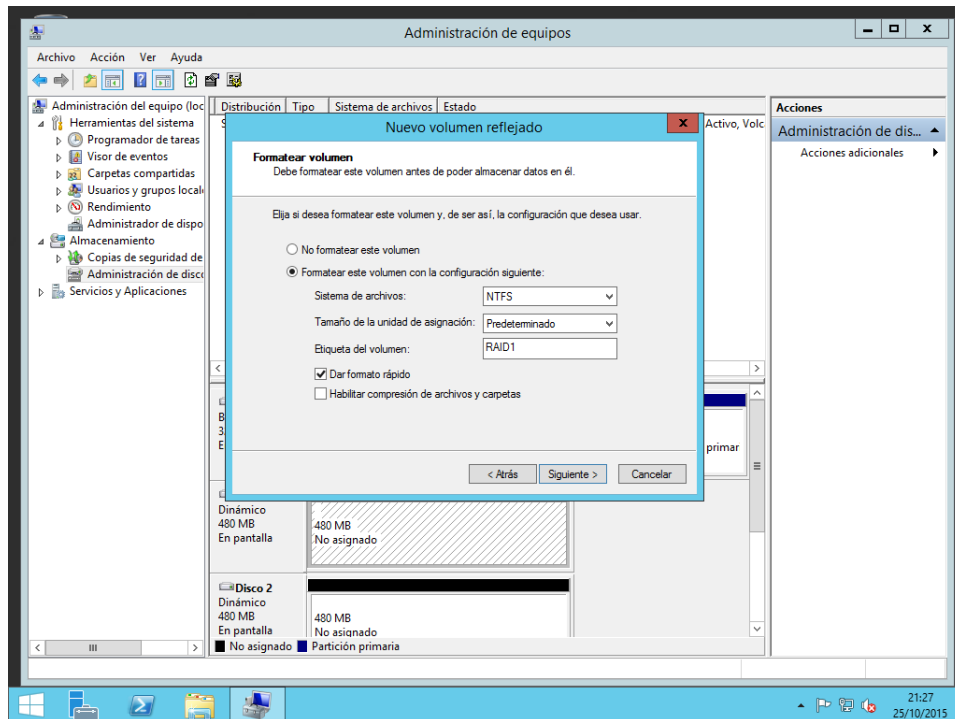 Administración de equipos
Archivo Acción Ver Ayuda
Administración del equipo (loc
Herramientas del sistema
Programador de tareas
Visor de eventos
Carpetas compartidas
Usuarios y grupos locale
Rendimiento
Administrador de dispo
Almacenamiento
Copias de seguridad de
Administración de disco
Servicios y Aplicaciones
Distribución Tipo Sistema de archivos Estado
Activo, Volc
Nuevo volumen reflejado
Formatear volumen
Debe formatear este volumen antes de poder almacenar datos en él.
Elija si desea formatear este volumen y, de ser así, la configuración que desea usar.
No formatear este volumen
Formatear este volumen con la configuración siguiente:
Sistema de archivos: NTFS
Tamaño de la unidad de asignación: Predeterminado
Etiqueta del volumen: RAID1
Dar formato rápido
Habilitar compresión de archivos y carpetas
< Atrás Siguiente > Cancelar
primar
Dinámico
480 MB
En pantalla
480 MB
No asignado
Disco 2
Dinámico
480 MB
En pantalla
480 MB
No asignado
No asignado Partición primaria
Acciones
Administración de dis...
Acciones adicionales
21:27
25/10/2015